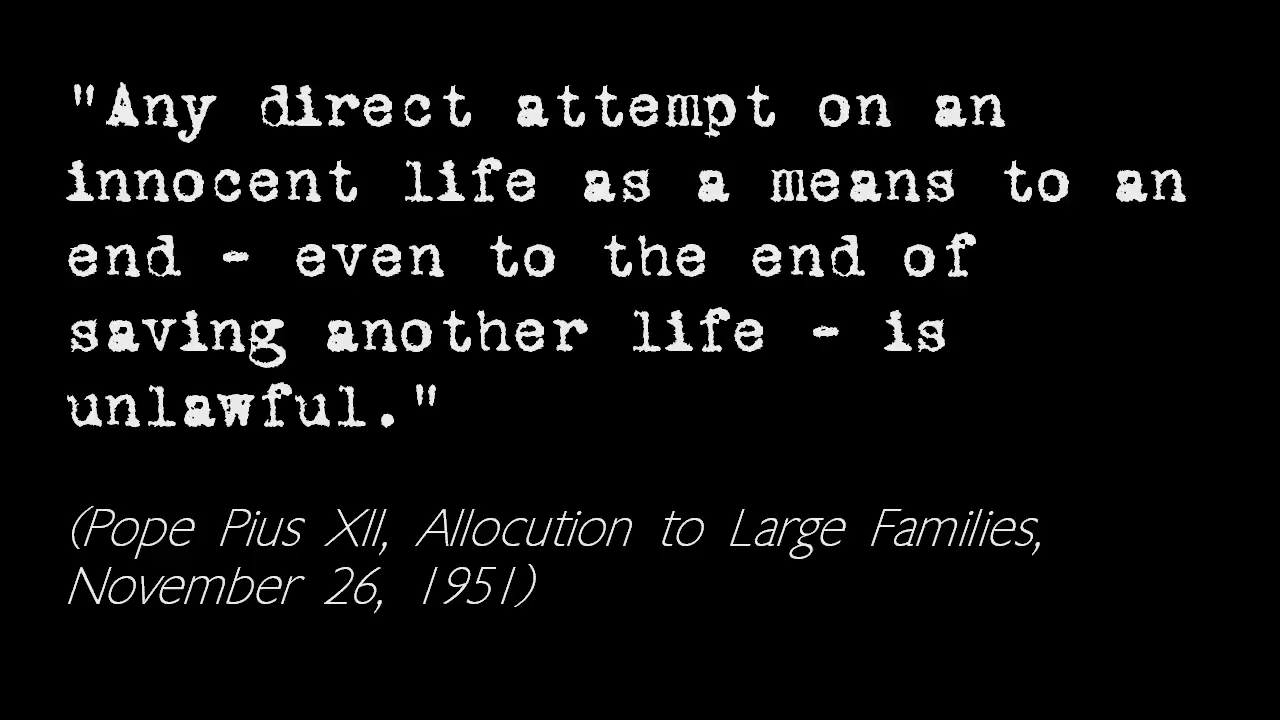 "Any direct attempt on an
innocent life as a means to an
end - even to the end of
saving another life - is
unlawful."
(Pope Pius XII, Allocution to Large Families,
November 26, 1951)